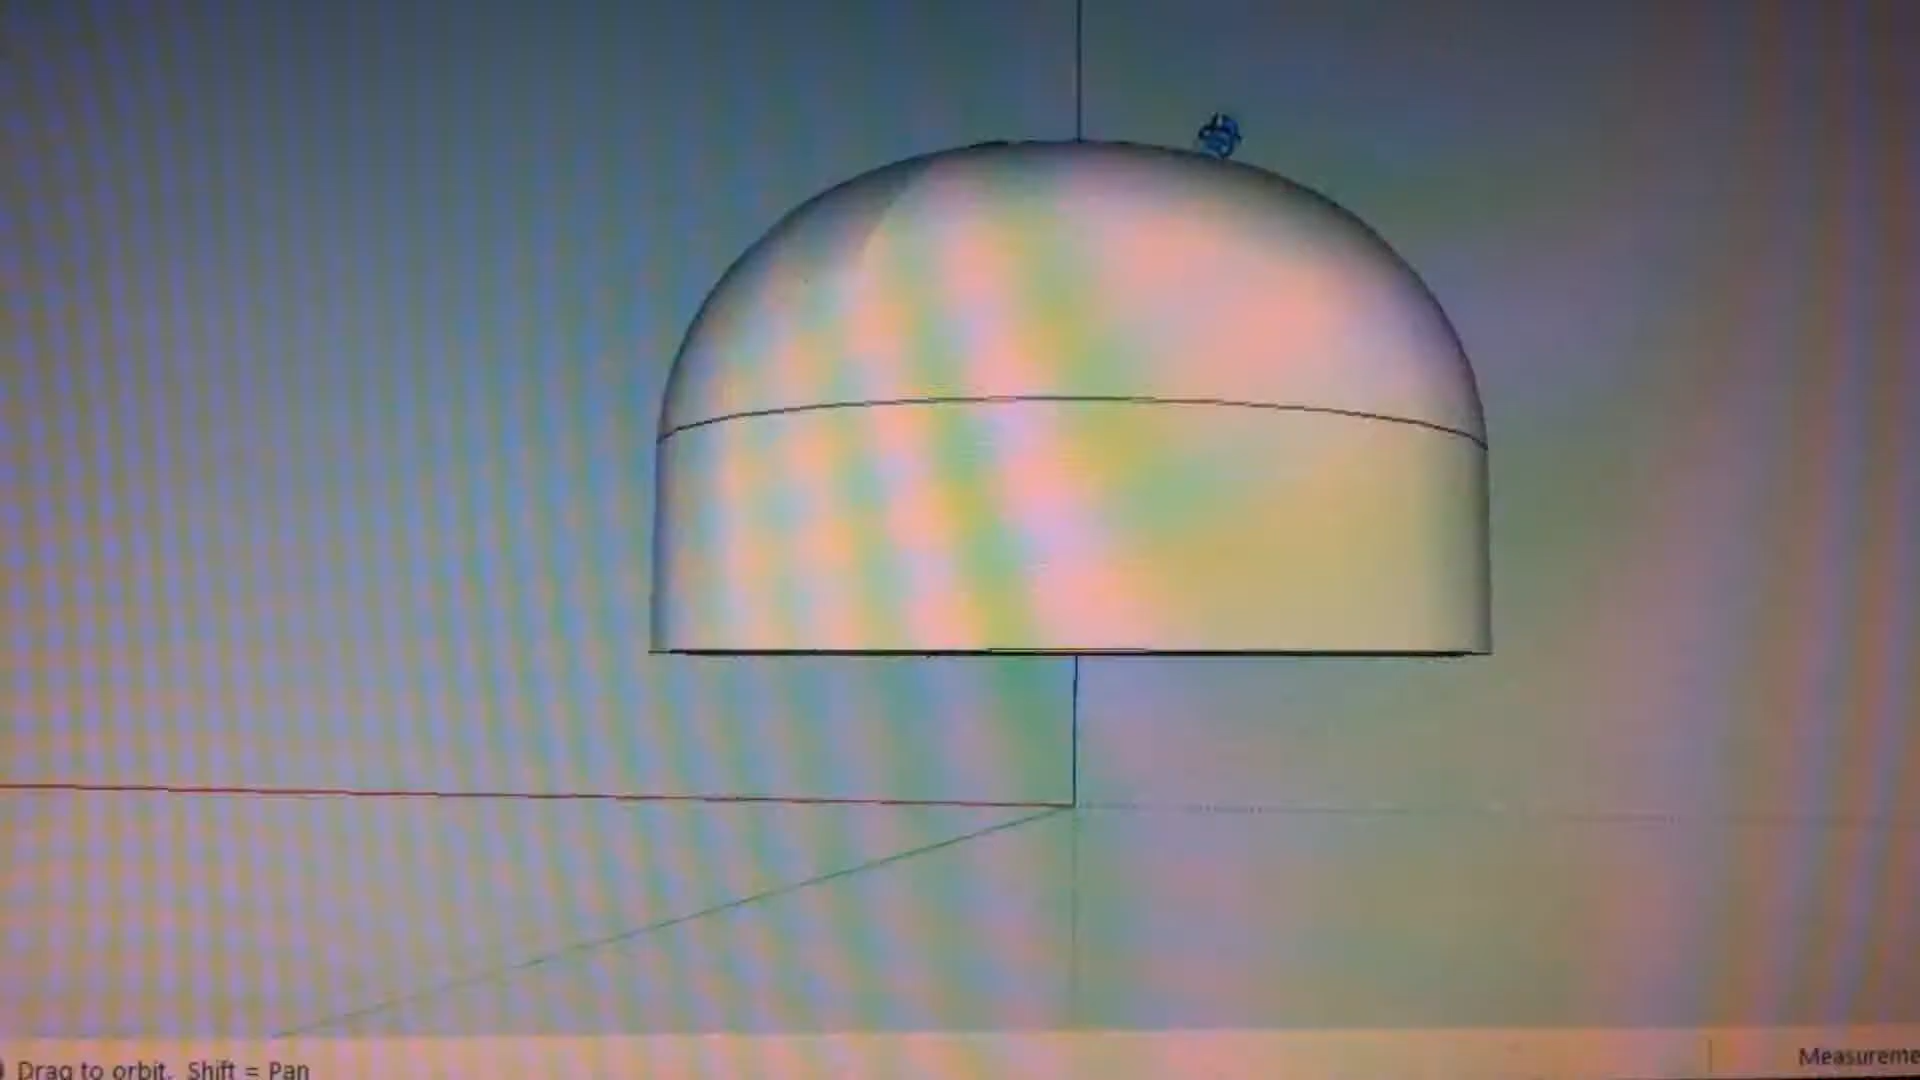 Drag to orbit. Shift = Pan
Measureme